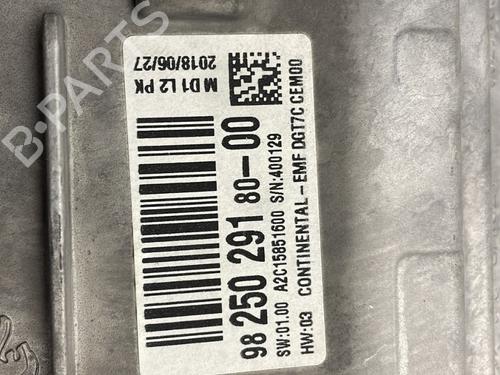 M D1 L2 PK
2018/06/27
98 250 291 80-00
SW:01.00 A2C15851600 S/N:400129
HW:03 CONTINENTAL - EMF DGT7C CEM00
B-PARTS